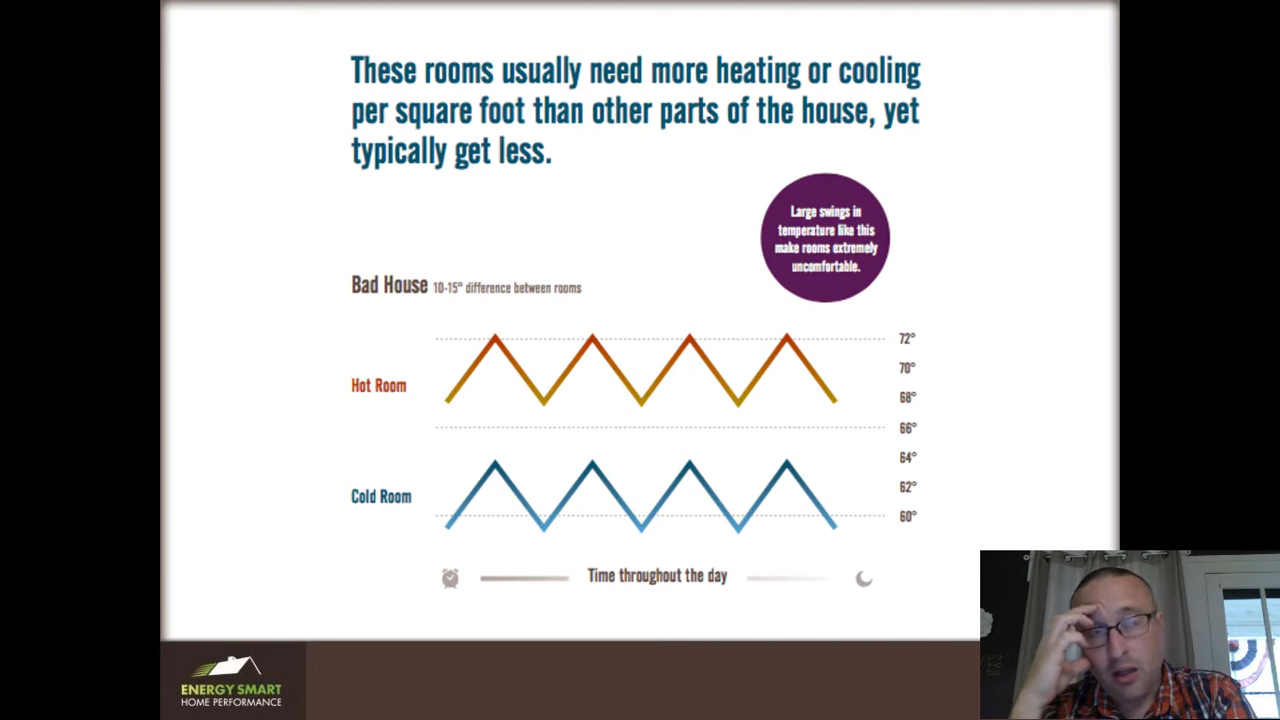 These rooms usually need more heating or cooling
per square foot than other parts of the house, yet
typically get less.
Large swings in
temperature like this
make rooms extremely
uncomfortable.
Bad House 10-15° difference between rooms
72°
70°
Hot Room
68°
66°
64°
62°
Cold Room
60°
Time throughout the day
ENERGY SMART
HOME PERFORMANCE